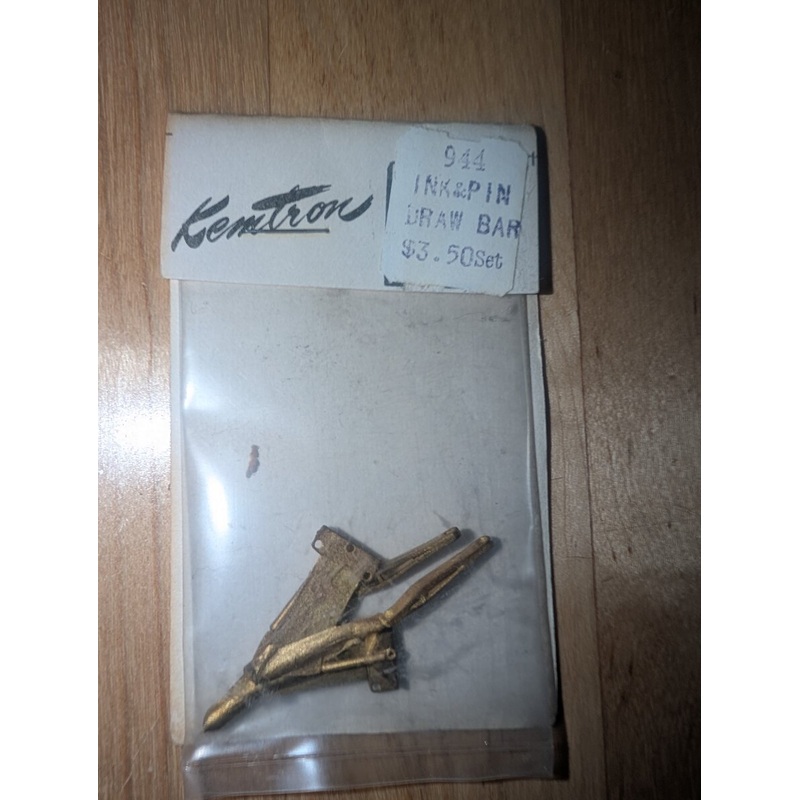 Kemtron
944
INK&PIN
DRAW BAR
$3.50Set